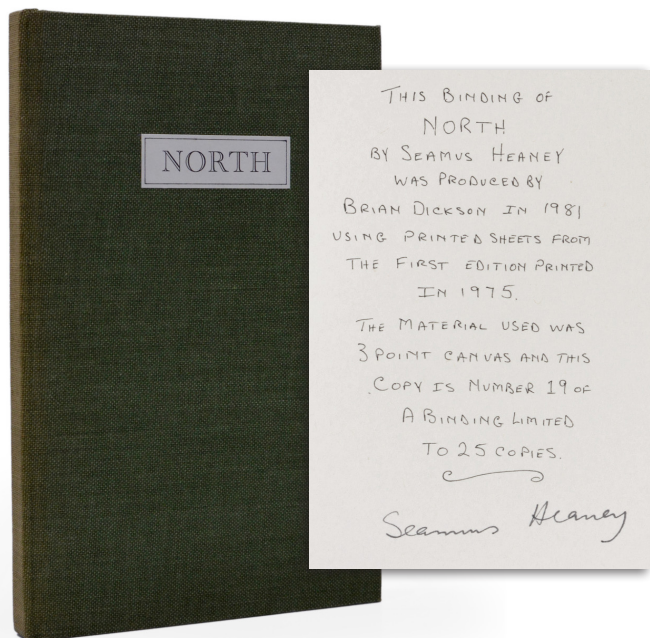 NORTH
THIS BINDING OF
NORTH
BY SEAMUS HEANEY
WAS PRODUCED BY
BRIAN DICKSON IN 1981
USING PRINTED SHEETS FROM
THE FIRST EDITION PRINTED
IN 1975.
THE MATERIAL USED WAS
3 POINT CANVAS AND THIS
COPY IS NUMBER 19 OF
A BINDING LIMITED
TO 25 COPIES.
Seamus Heaney